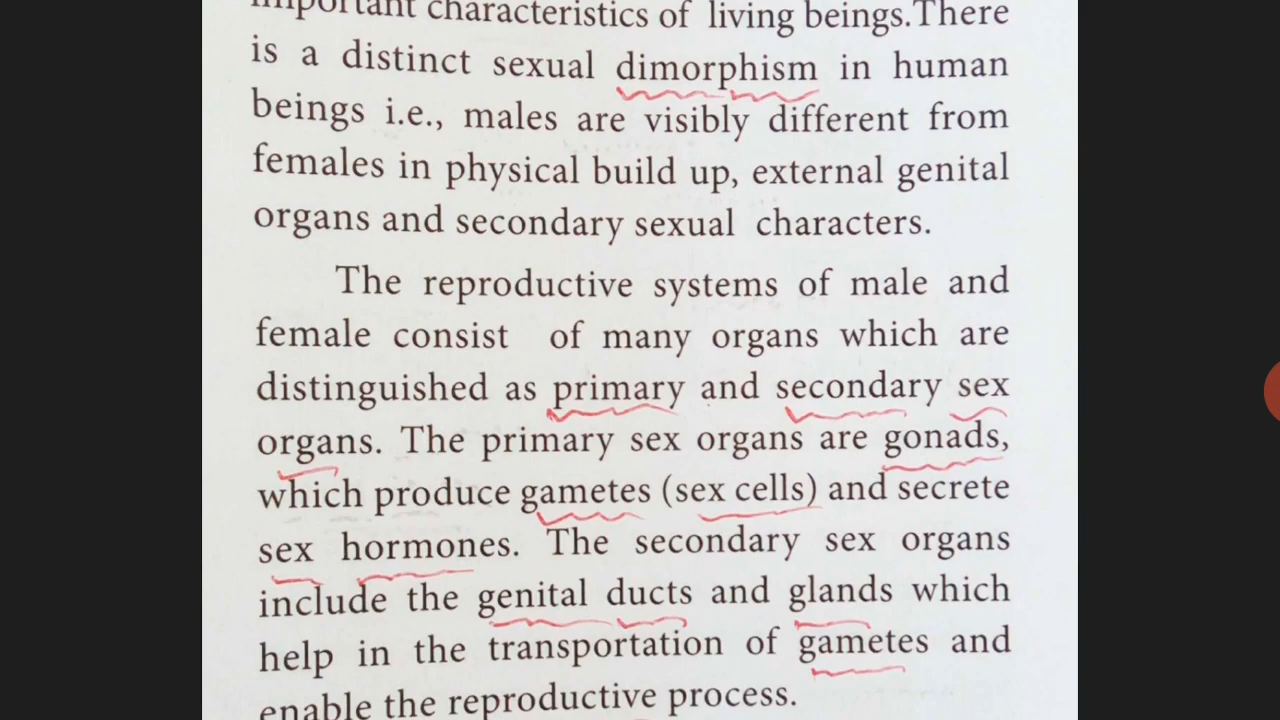 important characteristics of living beings.There
is a distinct sexual dimorphism in human
beings i.e., males are visibly different from
females in physical build up, external genital
organs and secondary sexual characters.
The reproductive systems of male and
female consist of many organs which are
distinguished as primary and secondary sex
organs. The primary sex organs are gonads,
which produce gametes (sex cells) and secrete
sex hormones. The secondary sex organs
include the genital ducts and glands which
help in the transportation of gametes and
enable the reproductive process.